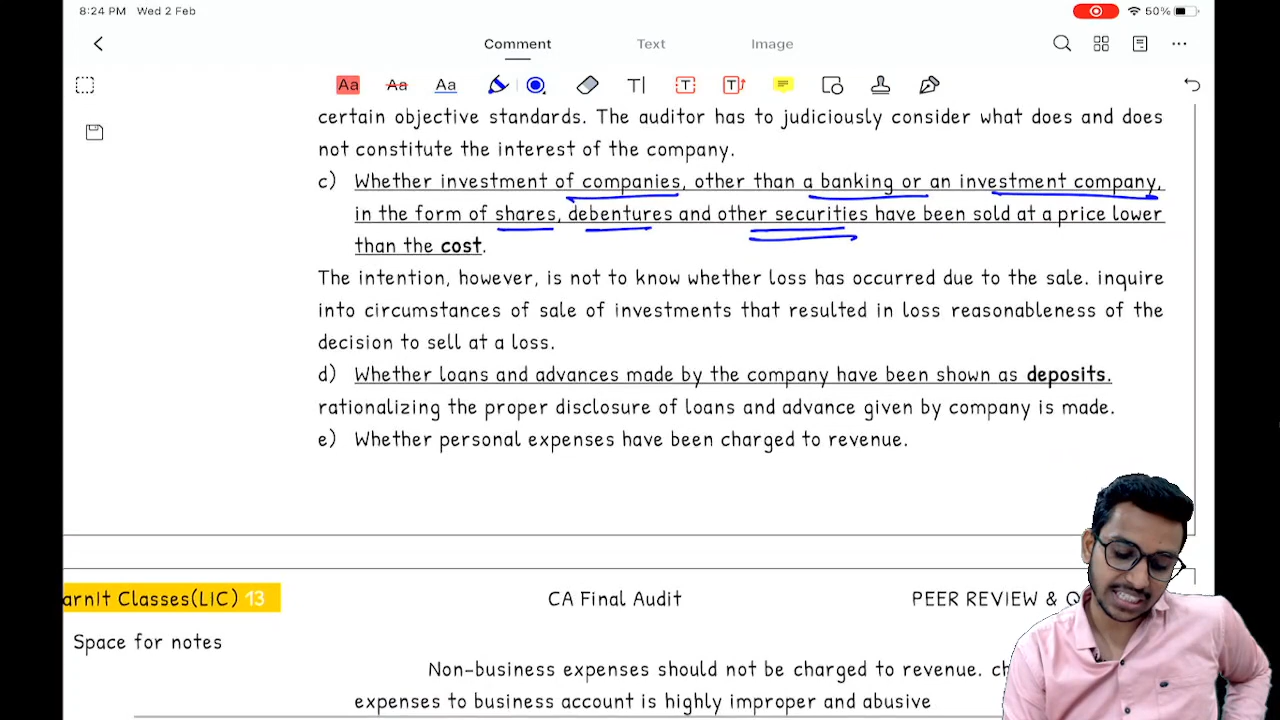 8:24 PM Wed 2 Feb
50%
Comment
Text
Image
Aa Aa Aa T T T
certain objective standards. The auditor has to judiciously consider what does and does
not constitute the interest of the company.
c) Whether investment of companies, other than a banking or an investment company,
in the form of shares, debentures and other securities have been sold at a price lower
than the cost.
The intention, however, is not to know whether loss has occurred due to the sale. inquire
into circumstances of sale of investments that resulted in loss reasonableness of the
decision to sell at a loss.
d) Whether loans and advances made by the company have been shown as deposits.
rationalizing the proper disclosure of loans and advance given by company is made.
e) Whether personal expenses have been charged to revenue.
arnIt Classes(LIC) 13
CA Final Audit
PEER REVIEW & Q
Space for notes
Non-business expenses should not be charged to revenue.
expenses to business account is highly improper and abusive